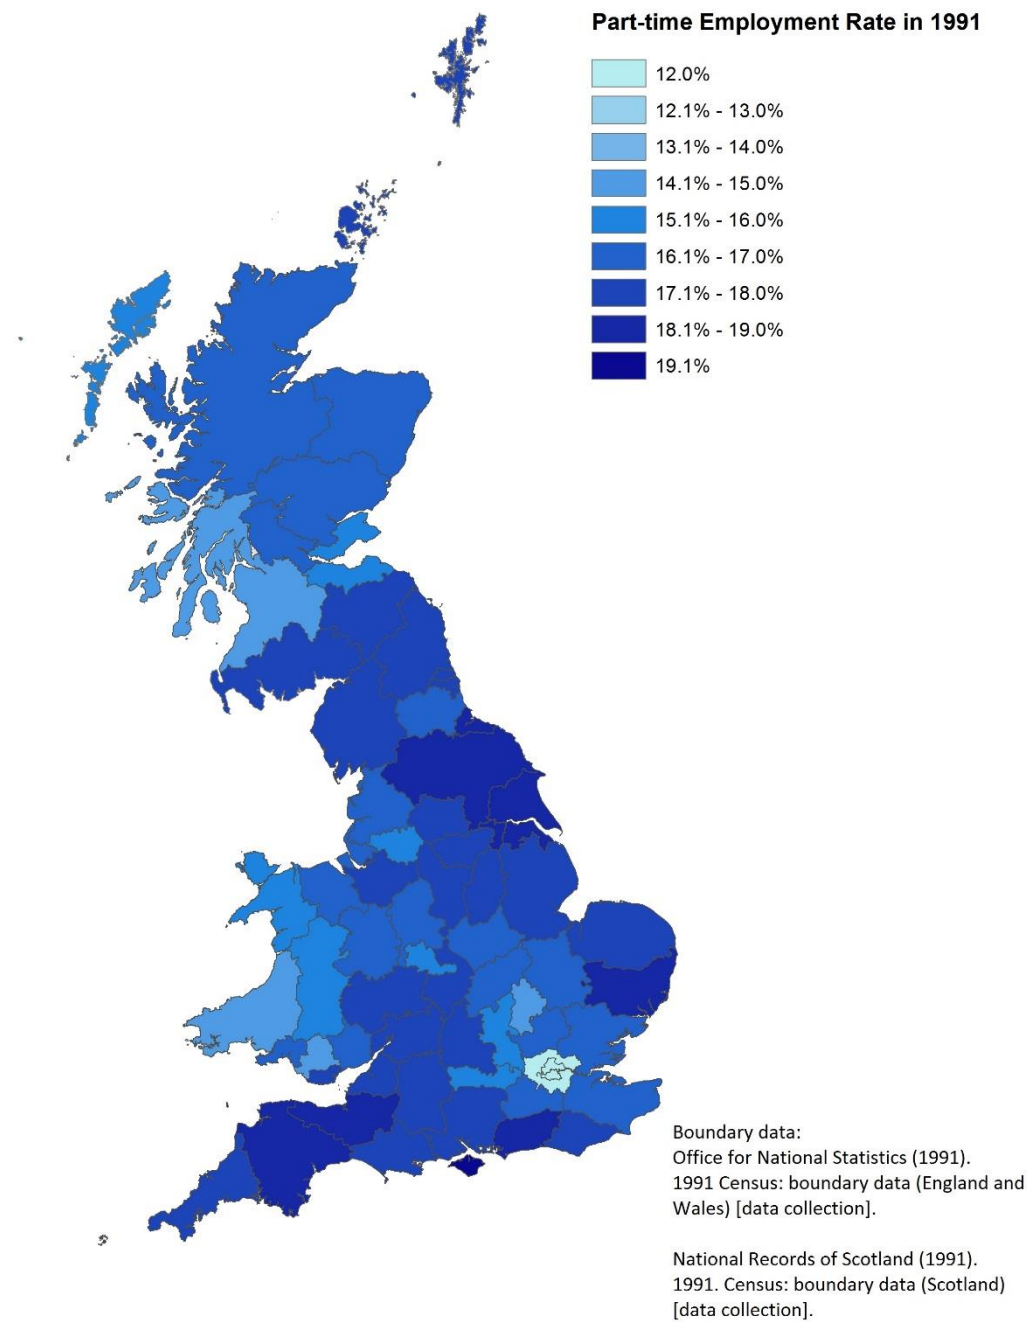 Part-time Employment Rate in 1991
12.0%
12.1% - 13.0%
13.1% - 14.0%
14.1% - 15.0%
15.1% - 16.0%
16.1% - 17.0%
17.1% - 18.0%
18.1% - 19.0%
19.1%
Boundary data:
Office for National Statistics (1991).
1991 Census: boundary data (England and
Wales) [data collection].
National Records of Scotland (1991).
1991. Census: boundary data (Scotland)
[data collection].